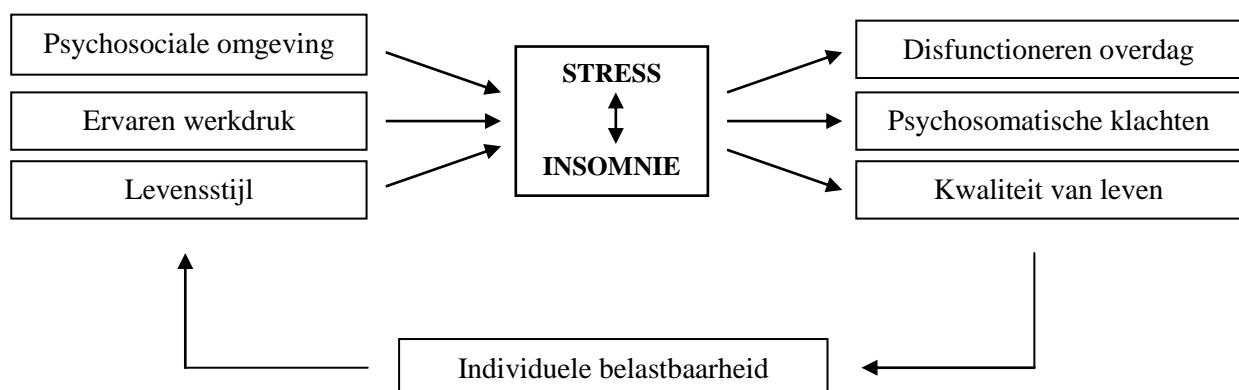 Psychosociale omgeving
Ervaren werkdruk
Levensstijl
STRESS
INSOMNIE
Disfunctioneren overdag
Psychosomatische klachten
Kwaliteit van leven
Individuele belastbaarheid